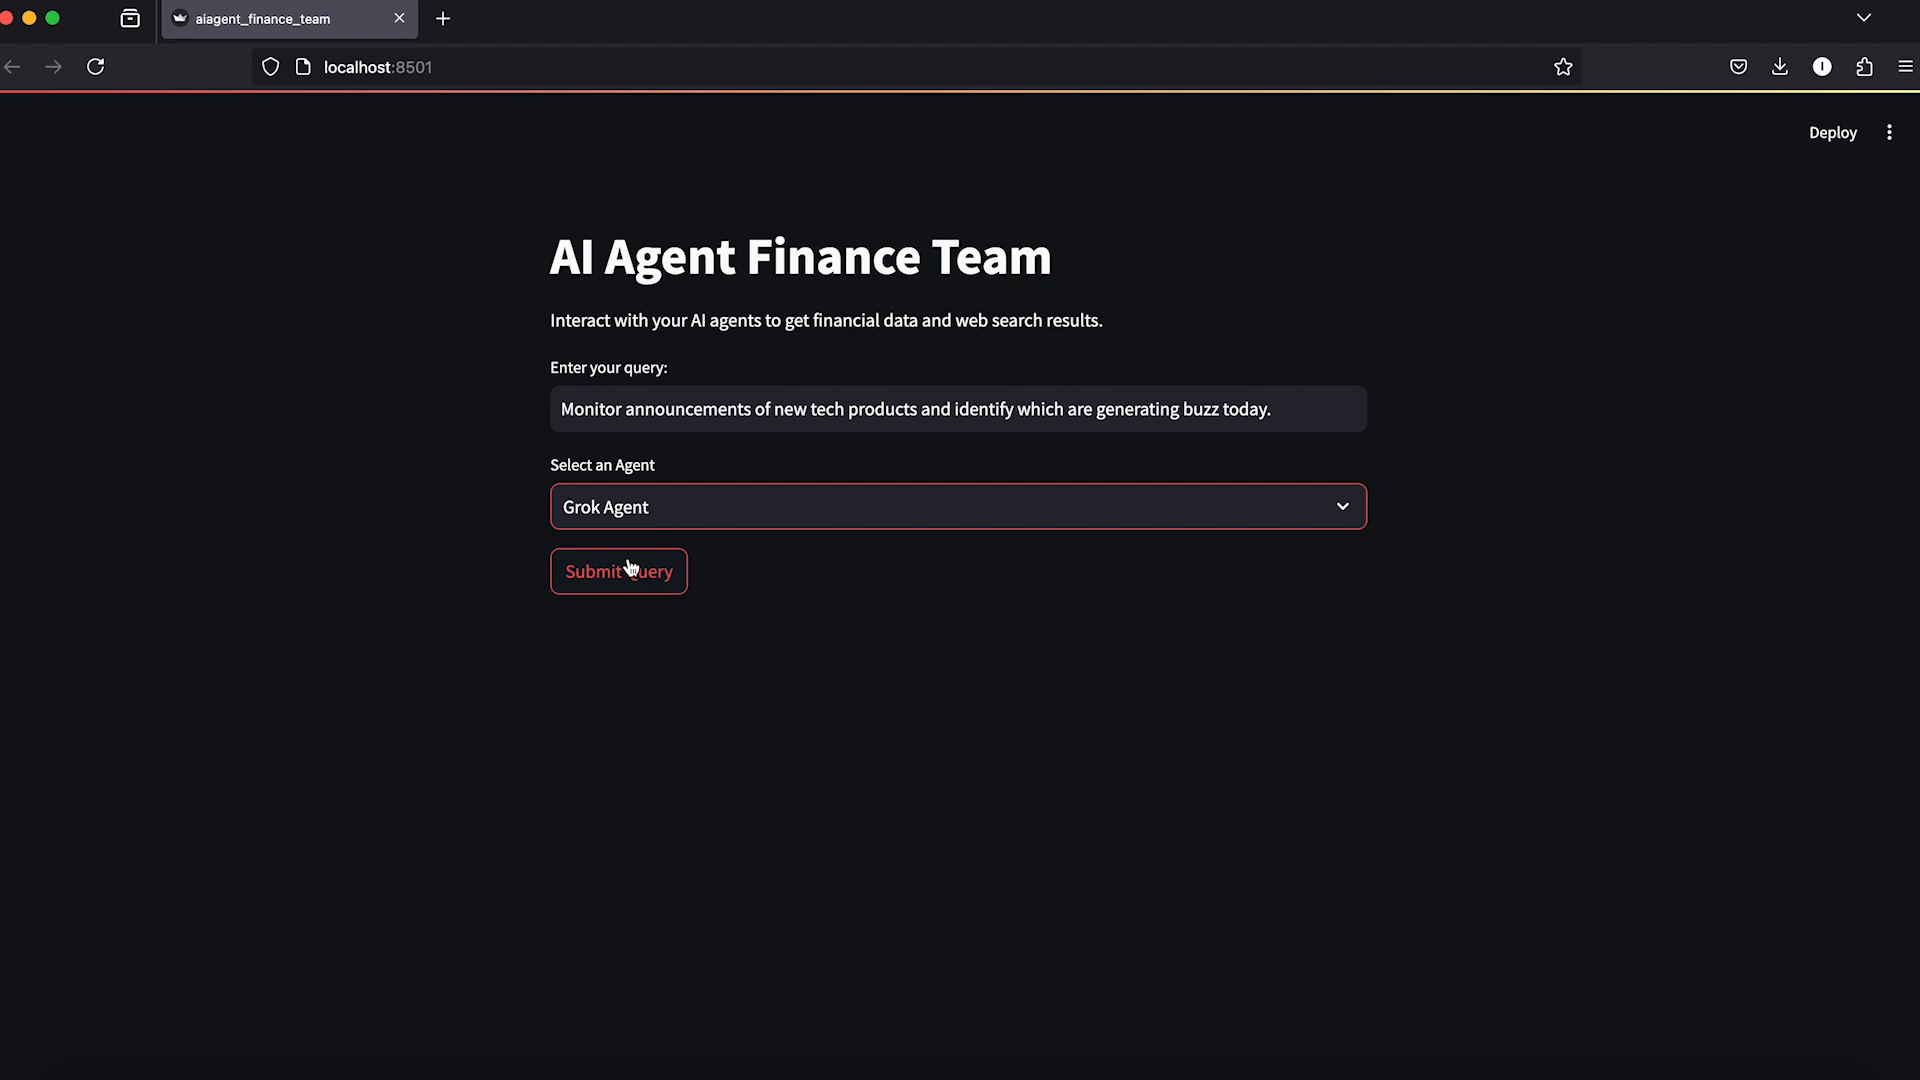 aiagent_finance_team
localhost:8501
I
Deploy
AI Agent Finance Team
Interact with your AI agents to get financial data and web search results.
Enter your query:
Monitor announcements of new tech products and identify which are generating buzz today.
Select an Agent
Grok Agent
Submit Query